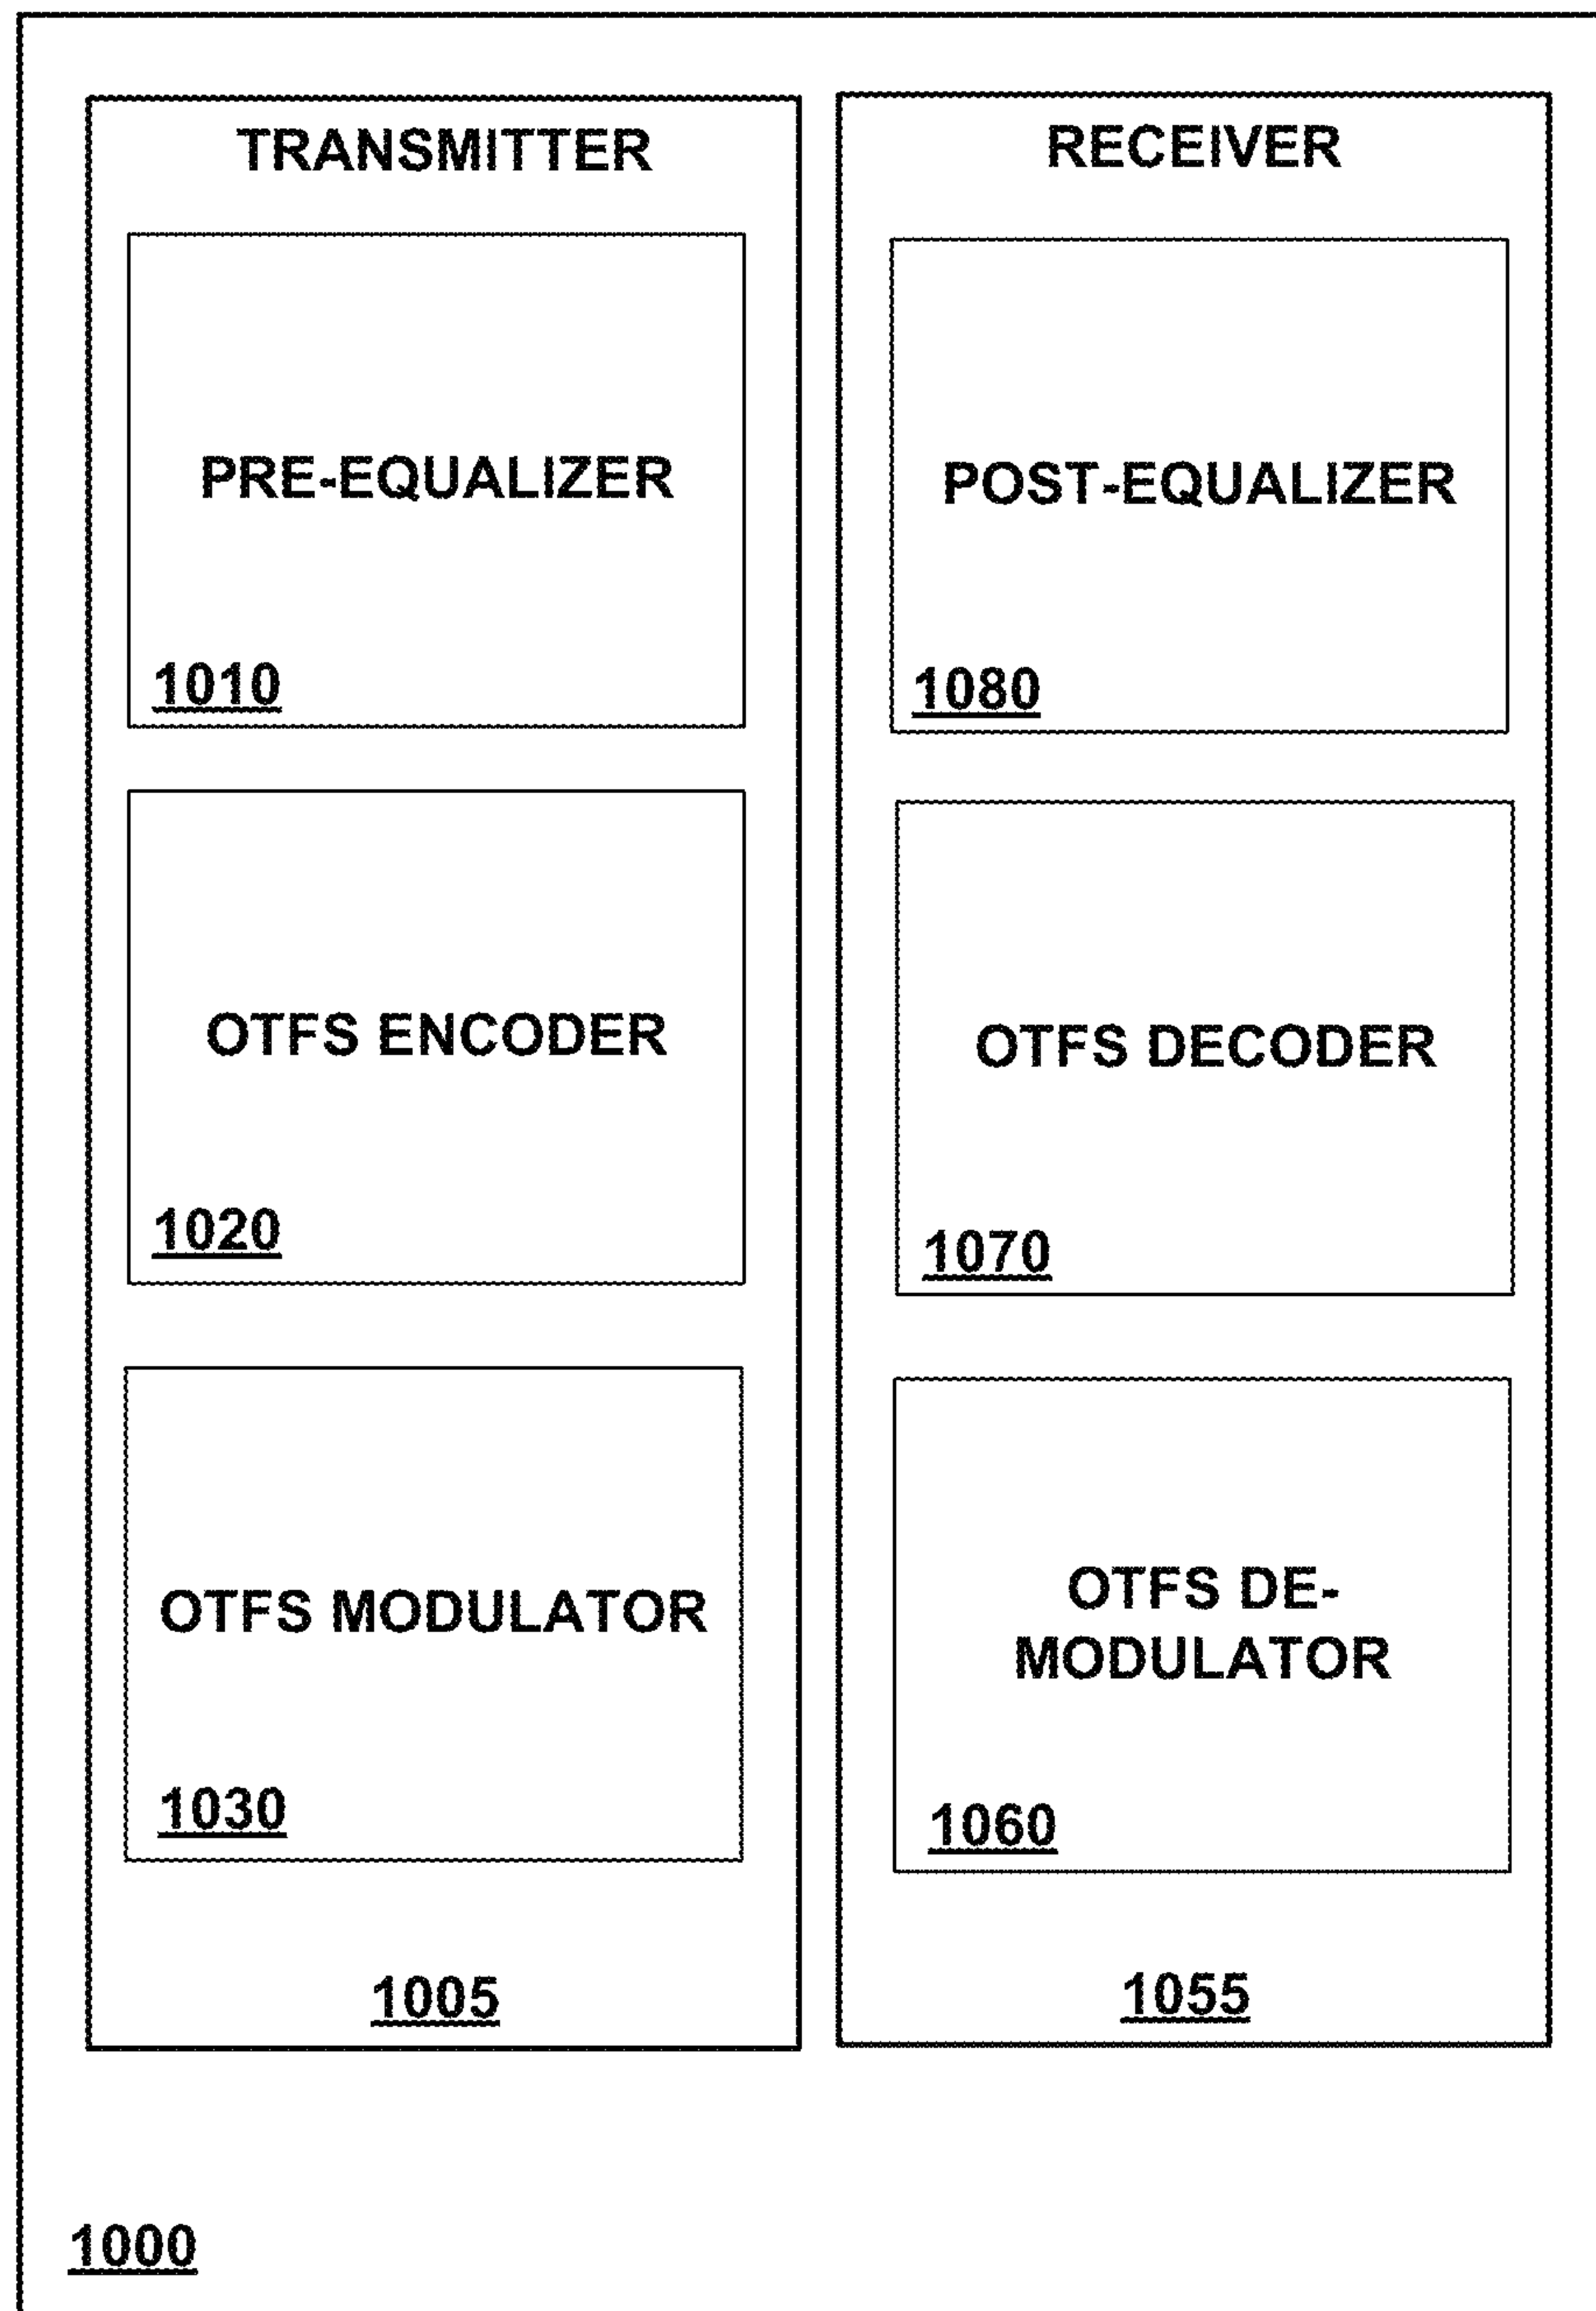 TRANSMITTER
PRE-EQUALIZER
1010
OTFS ENCODER
1020
OTFS MODULATOR
1030
1005
RECEIVER
POST-EQUALIZER
1080
OTFS DECODER
1070
OTFS DE-
MODULATOR
1060
1055
1000